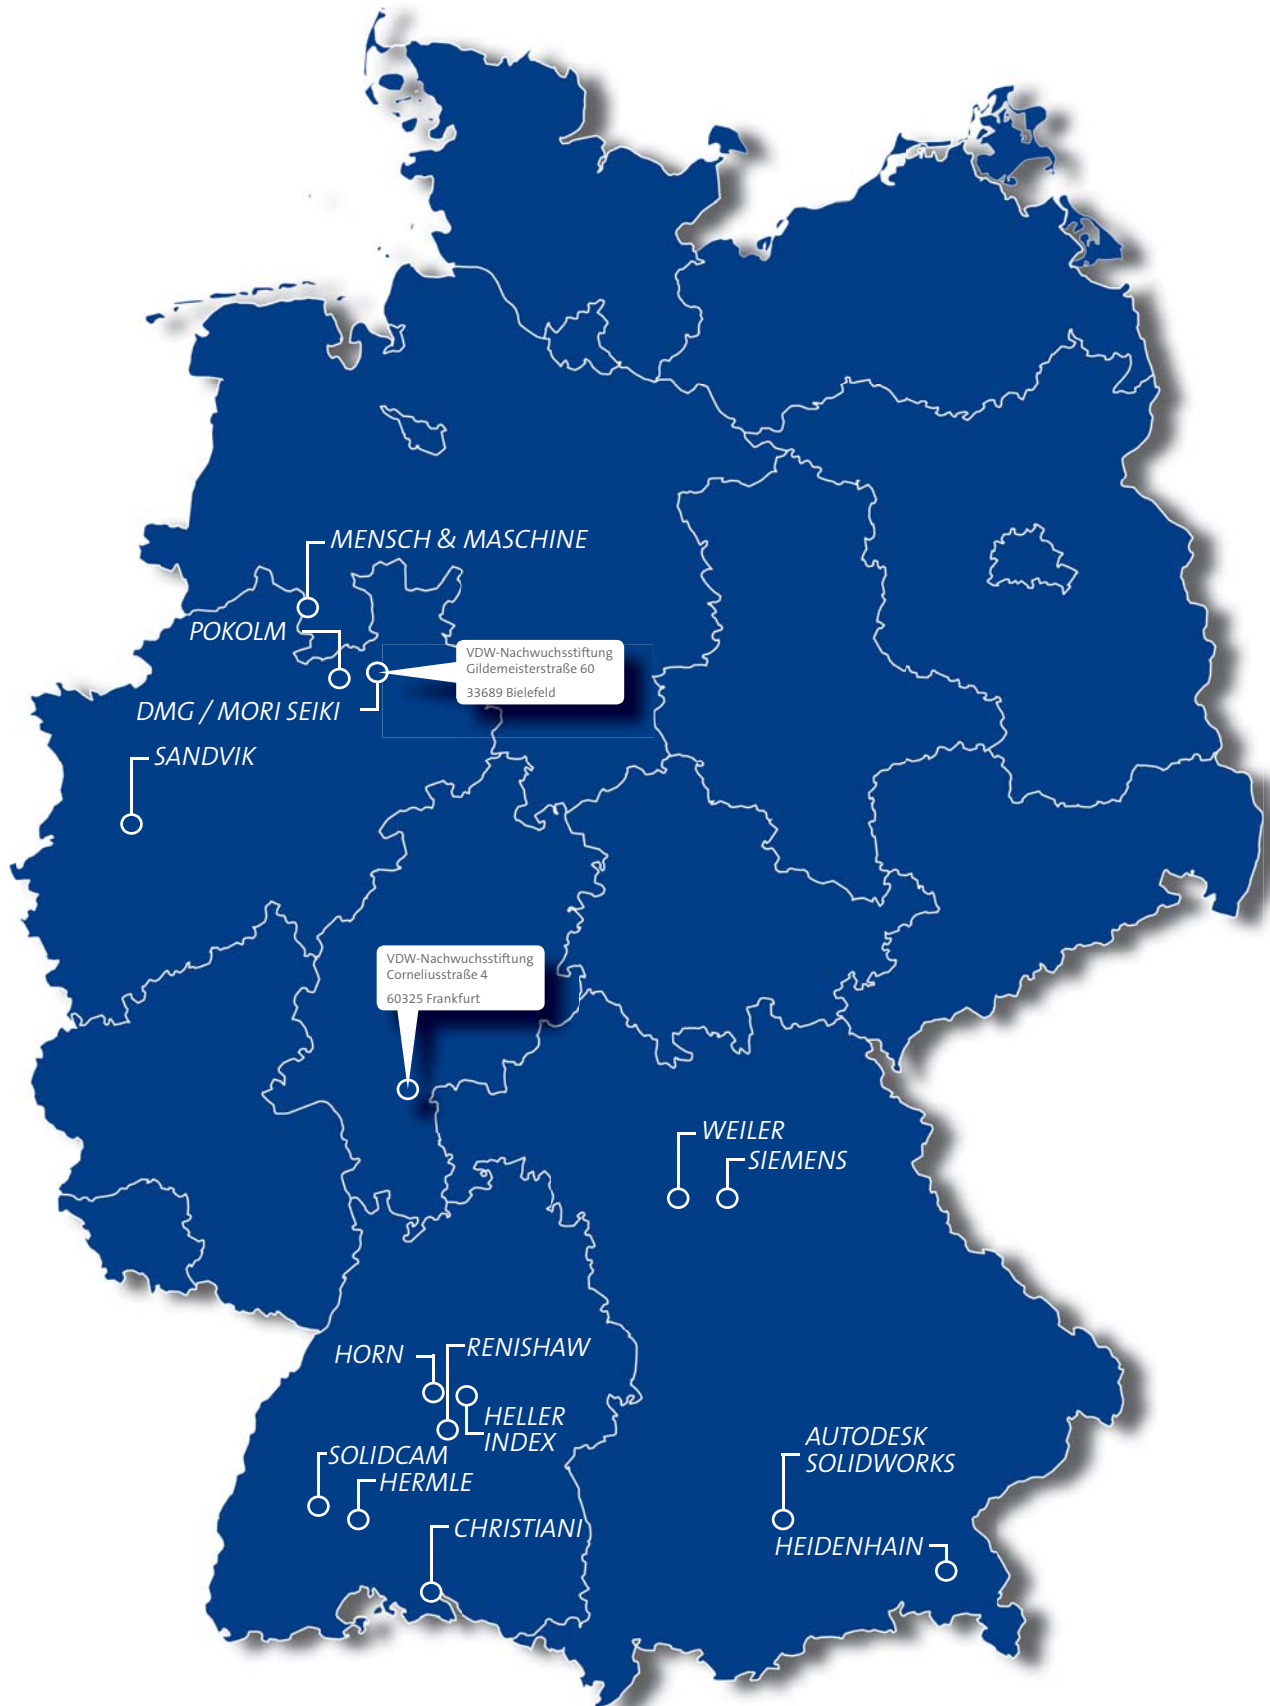 MENSCH & MASCHINE
POKOLM
VDW-Nachwuchsstiftung
Gildemeisterstraße 60
33689 Bielefeld
DMG / MORI SEIKI
SANDVIK
VDW-Nachwuchsstiftung
Corneliusstraße 4
60325 Frankfurt
WEILER
SIEMENS
HORN
RENISHAW
HELLER
INDEX
SOLIDCAM
HERMLE
CHRISTIANI
AUTODESK
SOLIDWORKS
HEIDENHAIN